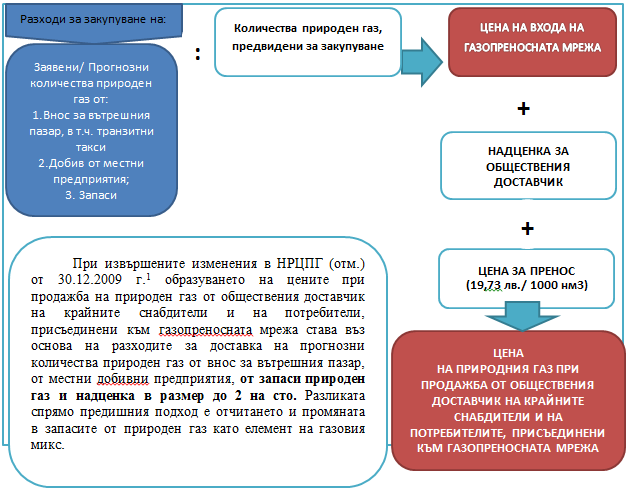 Разходи за закупуване на:
Заявени/ Прогнозни
количества природен
газ от:
1.Внос за вътрешния
пазар, в т.ч. транзитни
такси
2.Добив от местни
предприятия;
3. Запаси
:
Количества природен газ,
предвидени за закупуване
ЦЕНА НА ВХОДА НА
ГАЗОПРЕНОСНАТА МРЕЖА
+
НАДЦЕНКА ЗА
ОБЩЕСТВЕНИЯ
ДОСТАВЧИК
+
ЦЕНА ЗА ПРЕНОС
(19,73 лв./ 1000 нм3)
ЦЕНА
НА ПРИРОДНИЯ ГАЗ ПРИ
ПРОДАЖБА ОТ ОБЩЕСТВЕНИЯ
ДОСТАВЧИК НА КРАЙНИТЕ
СНАБДИТЕЛИ И НА
ПОТРЕБИТЕЛИТЕ, ПРИСЪЕДИНЕНИ
КЪМ ГАЗОПРЕНОСНАТА МРЕЖА
При извършените изменения в НРЦПГ (отм.)
от 30.12.2009 г.¹ образуването на цените при
продажба на природен газ от обществения доставчик
на крайните снабдители и на потребители,
присъединени към газопреносната мрежа става въз
основа на разходите за доставка на прогнозни
количества природен газ от внос за вътрешния пазар,
от местни добивни предприятия, от запаси природен
газ и надценка в размер до 2 на сто. Разликата
спрямо предишния подход е отчитането и промяната
в запасите от природен газ като елемент на газовия
микс.